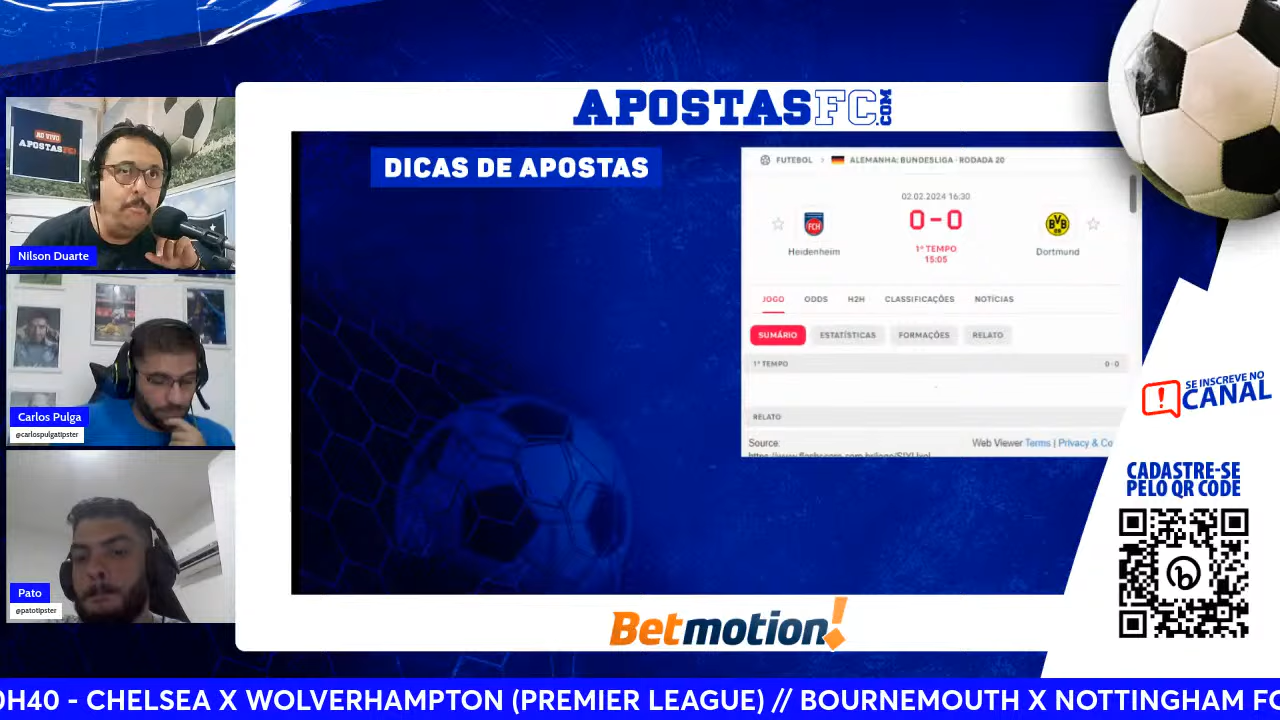 APOSTASFC.COM
DICAS DE APOSTAS
FUTEBOL › ALEMANHA: BUNDESLIGA - RODADA 20
02.02.2024 16:30
0 - 0
1º TEMPO
15:05
Heidenheim
Dortmund
JOGO ODDS H2H CLASSIFICAÇÕES NOTÍCIAS
SUMÁRIO ESTATÍSTICAS FORMAÇÕES RELATO
1º TEMPO 0 - 0
RELATO
Source:
Web Viewer Terms | Privacy & Co
AO VIVO
APOSTASFC
Nilson Duarte
Carlos Pulga
@carlospulgatipster
Pato
@patotipster
SE INSCREVE NO
CANAL
CADASTRE-SE
PELO QR CODE
Betmotion!
0H40 - CHELSEA X WOLVERHAMPTON (PREMIER LEAGUE) // BOURNEMOUTH X NOTTINGHAM FO